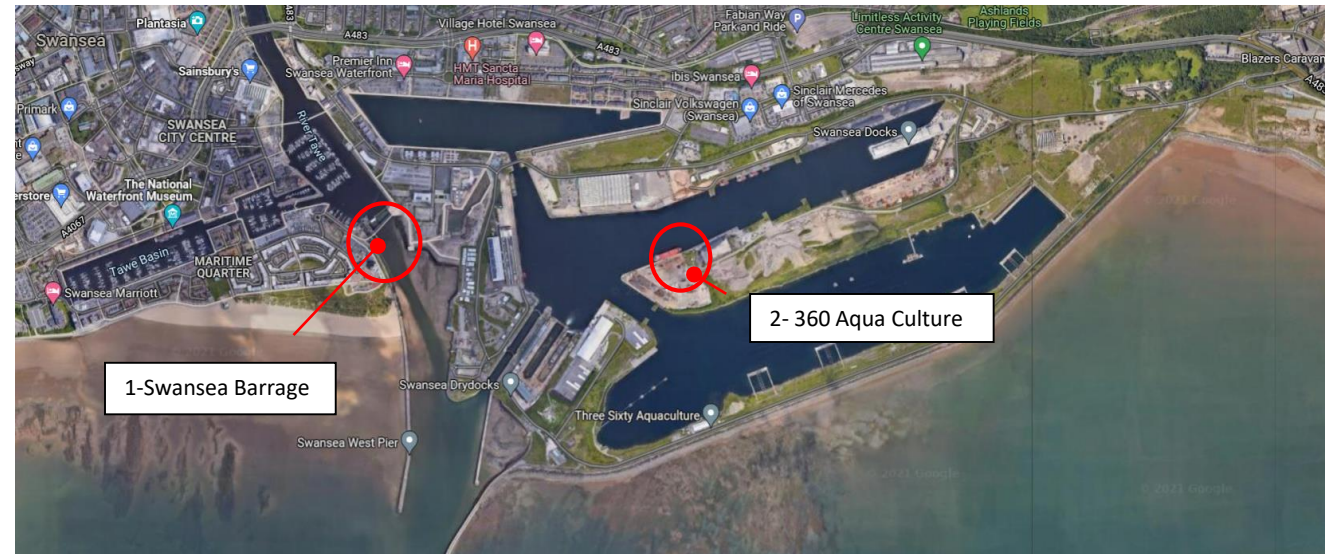 Plantasia
A483
Village Hotel Swansea
Fabian Way
Park and Ride
Limitless Activity
Centre Swansea
Ashlands
Playing Fields
Swansea
A483
Blazers Caravan
Premier Inn
Swansea Waterfront
HMT Sancta
Maria Hospital
Sainsbury's
ibis Swansea
Sinclair Mercedes
of Swansea
Primark
Sinclair Volkswagen
(Swansea)
SWANSEA
CITY CENTRE
River Tawe
Swansea Docks
The National
Waterfront Museum
erstore
A4067
Tawe Basin
MARITIME
QUARTER
Swansea Marriott
2- 360 Aqua Culture
1-Swansea Barrage
Swansea Drydocks
Three Sixty Aquaculture
Swansea West Pier
© 2021 Google